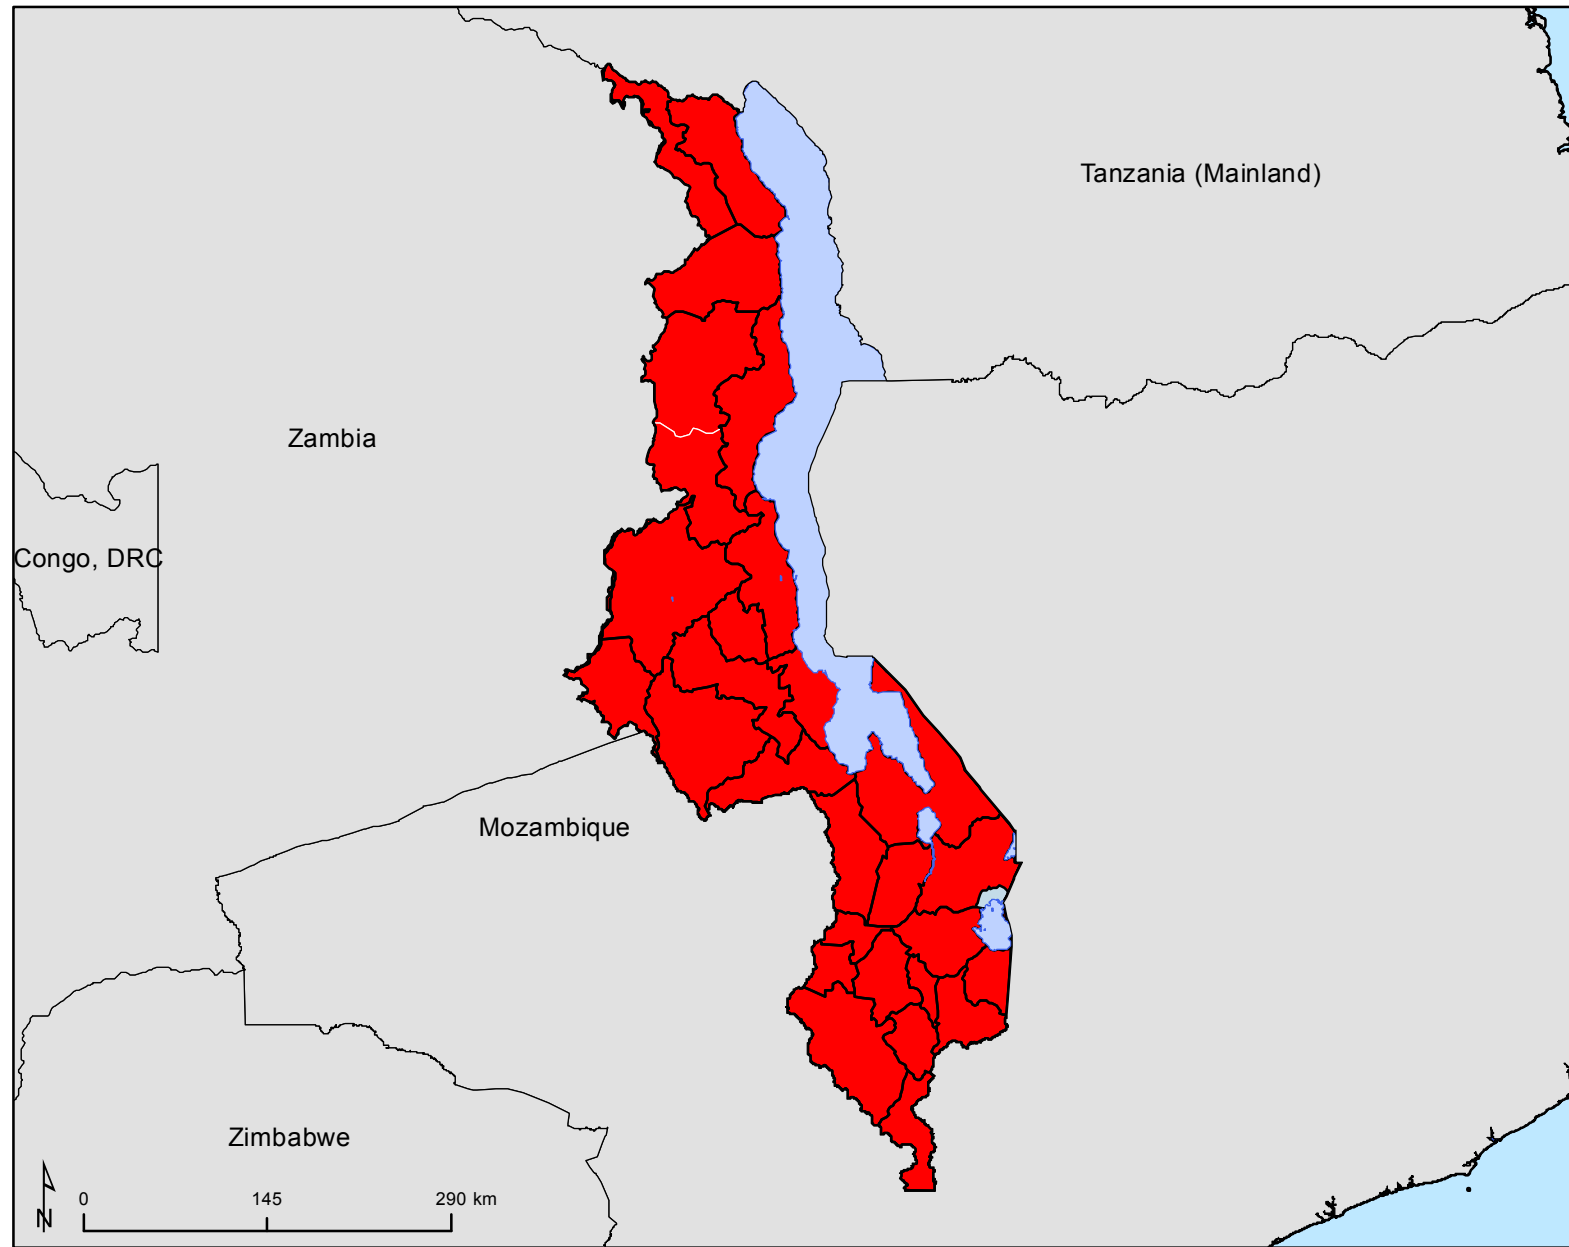 Tanzania (Mainland)
Zambia
Congo, DRC
Mozambique
Zimbabwe
N
0 145 290 km